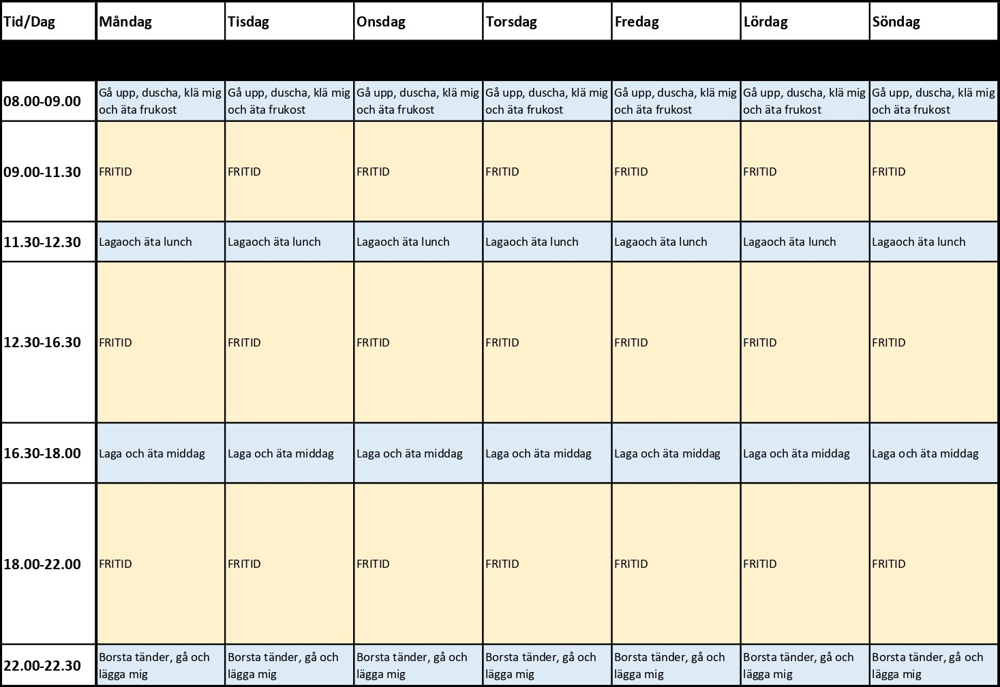 Tid/Dag Måndag Tisdag Onsdag Torsdag Fredag Lördag Söndag
08.00-09.00 Gå upp, duscha, klä mig och äta frukost Gå upp, duscha, klä mig och äta frukost Gå upp, duscha, klä mig och äta frukost Gå upp, duscha, klä mig och äta frukost Gå upp, duscha, klä mig och äta frukost Gå upp, duscha, klä mig och äta frukost Gå upp, duscha, klä mig och äta frukost
09.00-11.30 FRITID FRITID FRITID FRITID FRITID FRITID FRITID
11.30-12.30 Lagaoch äta lunch Lagaoch äta lunch Lagaoch äta lunch Lagaoch äta lunch Lagaoch äta lunch Lagaoch äta lunch Lagaoch äta lunch
12.30-16.30 FRITID FRITID FRITID FRITID FRITID FRITID FRITID
16.30-18.00 Laga och äta middag Laga och äta middag Laga och äta middag Laga och äta middag Laga och äta middag Laga och äta middag Laga och äta middag
18.00-22.00 FRITID FRITID FRITID FRITID FRITID FRITID FRITID
22.00-22.30 Borsta tänder, gå och lägga mig Borsta tänder, gå och lägga mig Borsta tänder, gå och lägga mig Borsta tänder, gå och lägga mig Borsta tänder, gå och lägga mig Borsta tänder, gå och lägga mig Borsta tänder, gå och lägga mig